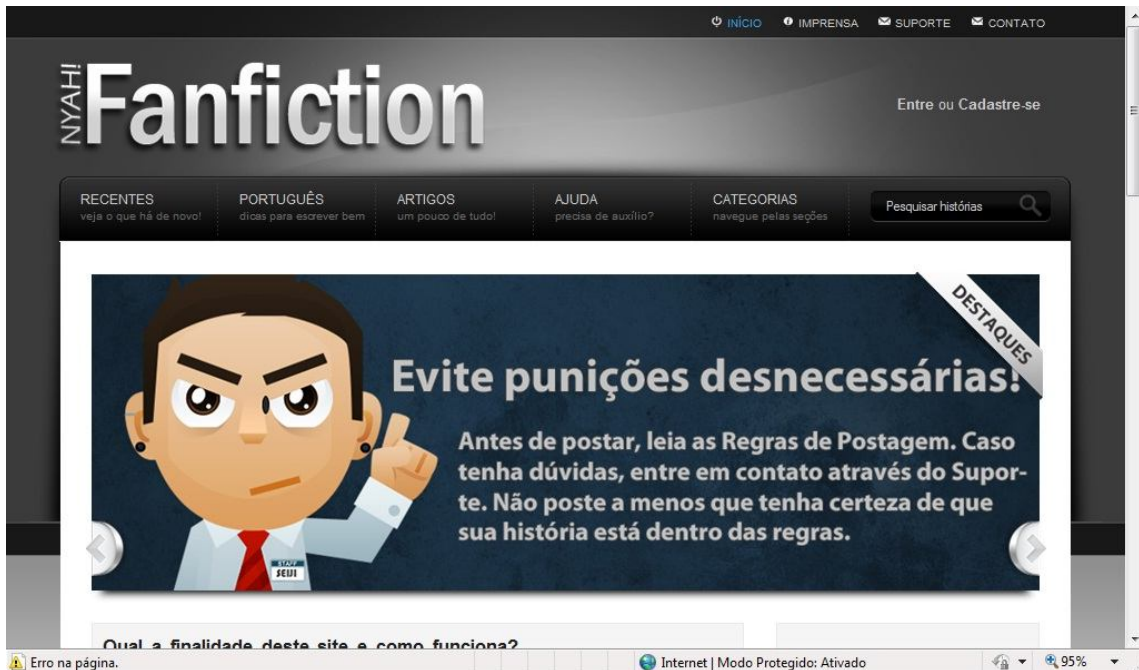 INÍCIO IMPRENSA SUPORTE CONTATO
NYAH!
Fanfiction
Entre ou Cadastre-se
RECENTES
veja o que há de novo!
PORTUGUÊS
dicas para escrever bem
ARTIGOS
um pouco de tudo!
AJUDA
precisa de auxílio?
CATEGORIAS
navegue pelas seções
Pesquisar histórias
DESTAQUES
Evite punições desnecessárias!
Antes de postar, leia as Regras de Postagem. Caso
tenha dúvidas, entre em contato através do Supor-
te. Não poste a menos que tenha certeza de que
sua história está dentro das regras.
STAFF
SEIJI
Qual a finalidade deste site e como funciona?
Erro na página.
Internet | Modo Protegido: Ativado
95%